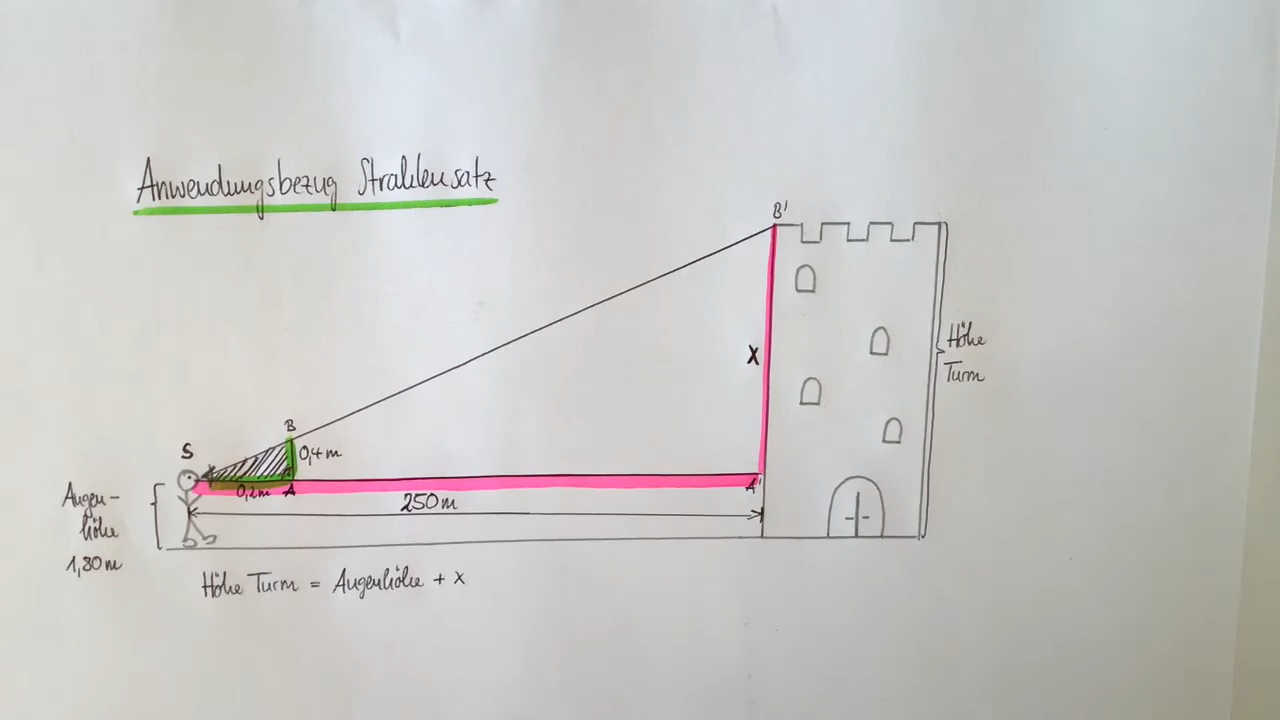 Anwendungsbezug Strahlensatz
B'
Höhe
Turm
X
B
S
0,4m
0,2m
A
A'
250m
Augen-
höhe
1,80m
Höhe Turm = Augenhöhe + x